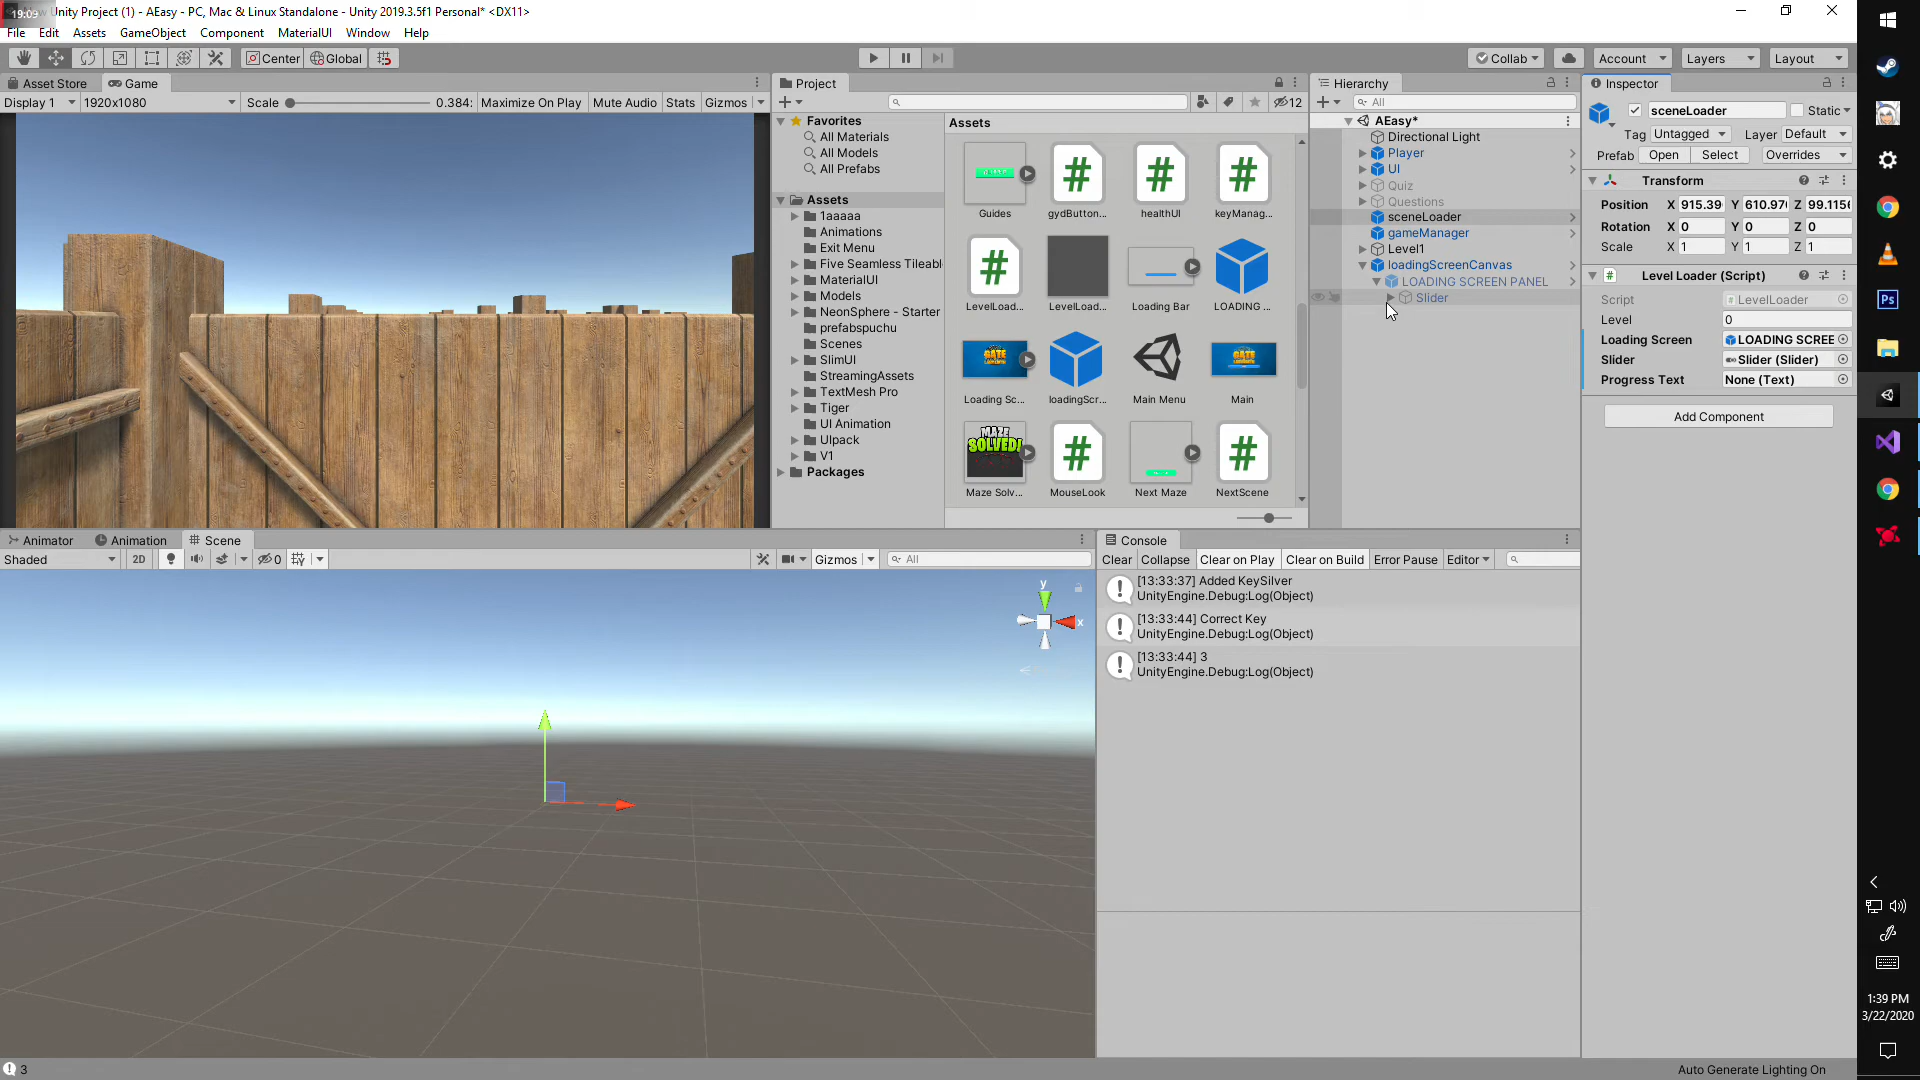 19:09
Unity Project (1) - AEasy - PC, Mac & Linux Standalone - Unity 2019.3.5f1 Personal* <DX11>
File Edit Assets GameObject Component MaterialUI Window Help
Center Global Collab Account Layers Layout
Asset Store Game
Display 1 1920x1080 Scale 0.384: Maximize On Play Mute Audio Stats Gizmos
Project
12
Favorites
All Materials
All Models
All Prefabs
Assets
1aaaaa
Animations
Exit Menu
Five Seamless Tileabl
MaterialUI
Models
NeonSphere - Starter
prefabspuchu
Scenes
SlimUI
StreamingAssets
TextMesh Pro
Tiger
UI Animation
UIpack
V1
Packages
Assets
Guides gydButton... healthUI keyManag...
LevelLoad... LevelLoad... Loading Bar LOADING ...
Loading Sc... loadingScr... Main Menu Main
MAZE
SOLVED!
Maze Solv... MouseLook Next Maze NextScene
Hierarchy
All
AEasy*
Directional Light
Player
UI
Quiz
Questions
sceneLoader
gameManager
Level1
loadingScreenCanvas
LOADING SCREEN PANEL
Slider
Inspector
sceneLoader Static
Tag Untagged Layer Default
Prefab Open Select Overrides
Transform
Position X 915.39 Y 610.97 Z 99.115
Rotation X 0 Y 0 Z 0
Scale X 1 Y 1 Z 1
Level Loader (Script)
Script LevelLoader
Level 0
Loading Screen LOADING SCREE
Slider Slider (Slider)
Progress Text None (Text)
Add Component
Animator Animation Scene
Shaded 2D 0 Gizmos All
y
x
Console
Clear Collapse Clear on Play Clear on Build Error Pause Editor
[13:33:37] Added KeySilver
UnityEngine.Debug:Log(Object)
[13:33:44] Correct Key
UnityEngine.Debug:Log(Object)
[13:33:44] 3
UnityEngine.Debug:Log(Object)
3
Auto Generate Lighting On
Ps
1:39 PM
3/22/2020